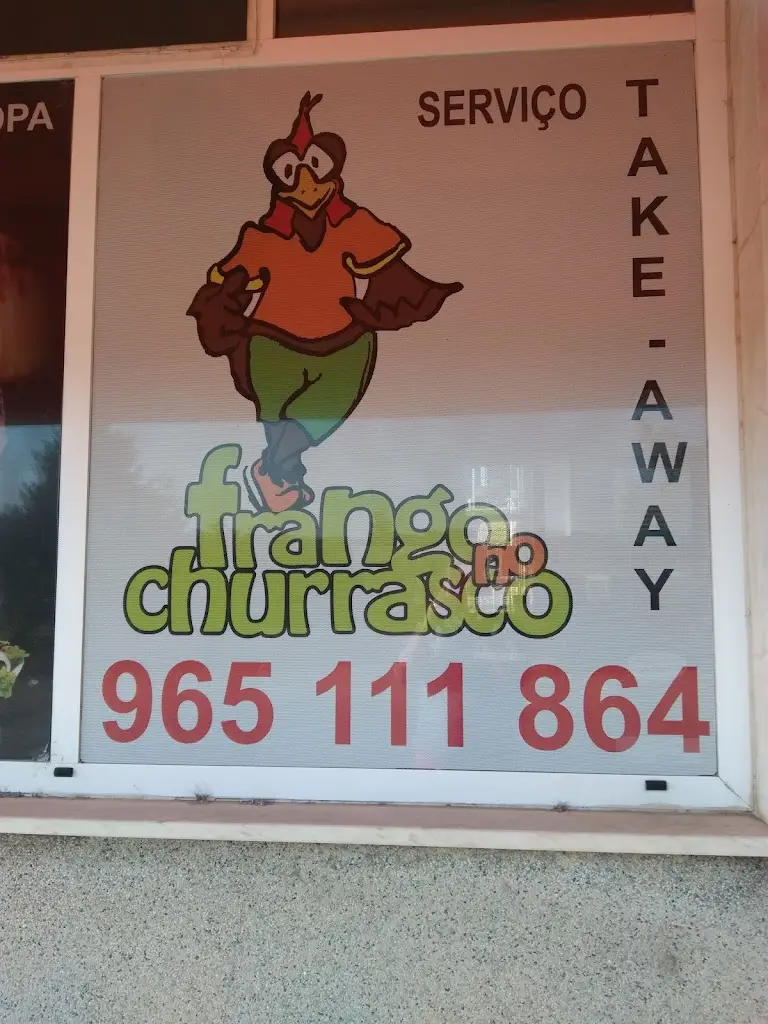 SERVIÇO
TAKE-AWAY
frango
no
churrasco
965 111 864